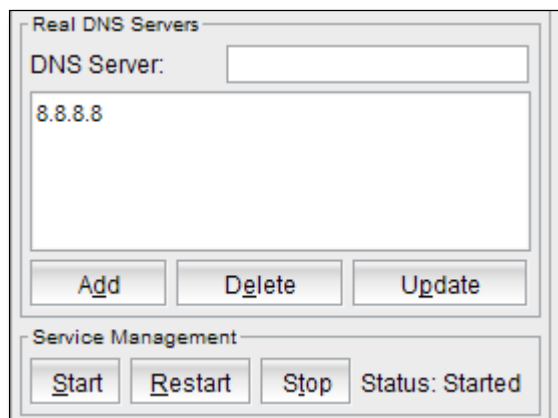 Real DNS Servers
DNS Server:
8.8.8.8
Add Delete Update
Service Management
Start Restart Stop Status: Started